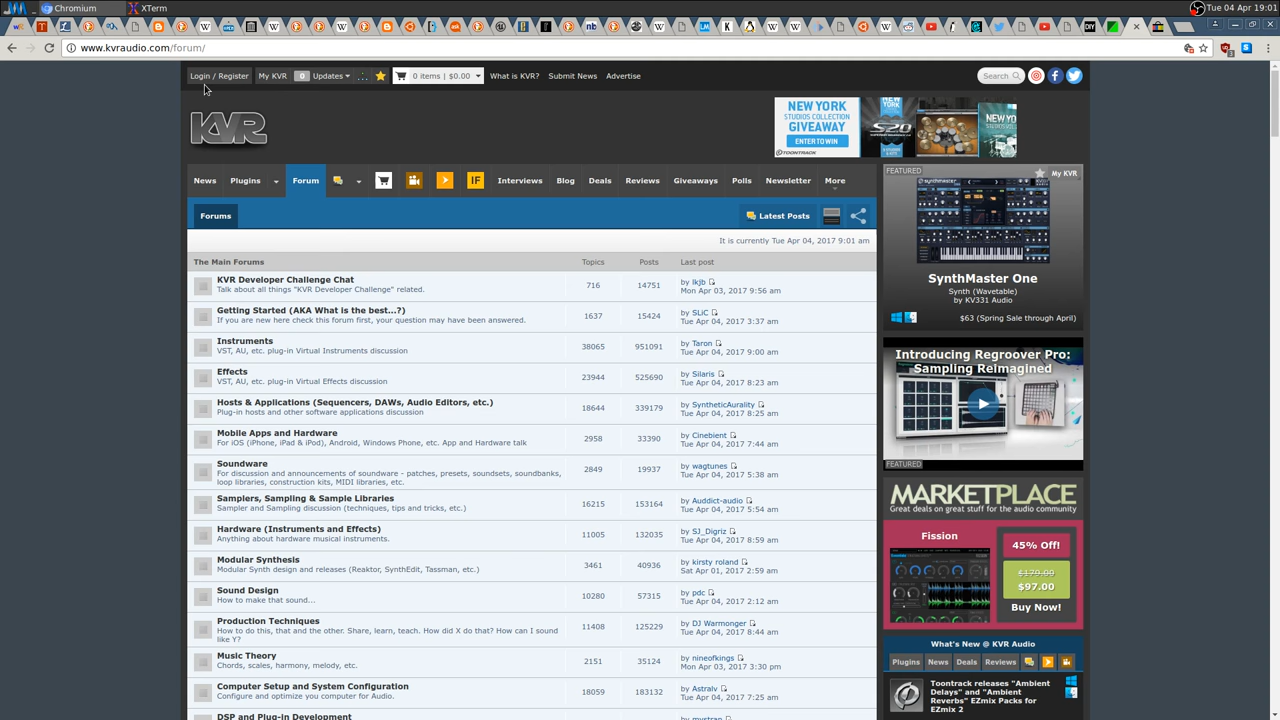 Chromium
XTerm
Tue 04 Apr, 19:01
www.kvraudio.com/forum/
Login / Register
My KVR
0 Updates
0 items | $0.00
What is KVR?
Submit News
Advertise
Search
KVR
NEW YORK
STUDIOS COLLECTION
GIVEAWAY
ENTER TO WIN
TOONTRACK
S20
NEW YO
STUDIOS
News
Plugins
Forum
IF
Interviews
Blog
Deals
Reviews
Giveaways
Polls
Newsletter
More
Forums
Latest Posts
It is currently Tue Apr 04, 2017 9:01 am
The Main Forums Topics Posts Last post
KVR Developer Challenge Chat
Talk about all things "KVR Developer Challenge" related.
716 14751
by lkjb
Mon Apr 03, 2017 9:56 am
Getting Started (AKA What is the best...?)
If you are new here check this forum first, your question may have been answered.
1637 15424
by SLiC
Tue Apr 04, 2017 3:37 am
Instruments
VST, AU, etc. plug-in Virtual Instruments discussion
38065 951091
by Taron
Tue Apr 04, 2017 9:00 am
Effects
VST, AU, etc. plug-in Virtual Effects discussion
23944 525690
by Silaris
Tue Apr 04, 2017 8:23 am
Hosts & Applications (Sequencers, DAWs, Audio Editors, etc.)
Plug-in hosts and other software applications discussion
18644 339179
by SyntheticAurality
Tue Apr 04, 2017 8:25 am
Mobile Apps and Hardware
For iOS (iPhone, iPad & iPod), Android, Windows Phone, etc. App and Hardware talk
2958 33390
by Cinebient
Tue Apr 04, 2017 7:44 am
Soundware
For discussion and announcements of soundware - patches, presets, soundsets, soundbanks,
loop libraries, construction kits, MIDI libraries, etc.
2849 19937
by wagtunes
Tue Apr 04, 2017 5:38 am
Samplers, Sampling & Sample Libraries
Sampler and Sampling discussion (techniques, tips and tricks, etc.)
16215 153164
by Auddict-audio
Tue Apr 04, 2017 5:54 am
Hardware (Instruments and Effects)
Anything about hardware musical instruments.
11005 132035
by SJ_Digriz
Tue Apr 04, 2017 8:59 am
Modular Synthesis
Modular Synth design and releases (Reaktor, SynthEdit, Tassman, etc.)
3461 40936
by kirsty roland
Sat Apr 01, 2017 2:59 am
Sound Design
How to make that sound...
10280 57315
by pdc
Tue Apr 04, 2017 2:12 am
Production Techniques
How to do this, that and the other. Share, learn, teach. How did X do that? How can I sound
like Y?
11408 125229
by DJ Warmonger
Tue Apr 04, 2017 8:44 am
Music Theory
Chords, scales, harmony, melody, etc.
2151 35124
by nineofkings
Mon Apr 03, 2017 3:30 pm
Computer Setup and System Configuration
Configure and optimize you computer for Audio.
18059 183132
by Astralv
Tue Apr 04, 2017 7:25 am
DSP and Plug-in Development
by mystran
FEATURED
My KVR
SynthMaster One
Synth (Wavetable)
by KV331 Audio
$63 (Spring Sale through April)
Introducing Regroover Pro:
Sampling Reimagined
FEATURED
MARKETPLACE
Great deals on great stuff for the audio community
Fission
45% Off!
$179.00
$97.00
Buy Now!
What's New @ KVR Audio
Plugins
News
Deals
Reviews
Toontrack releases "Ambient
Delays" and "Ambient
Reverbs" EZmix Packs for
EZmix 2